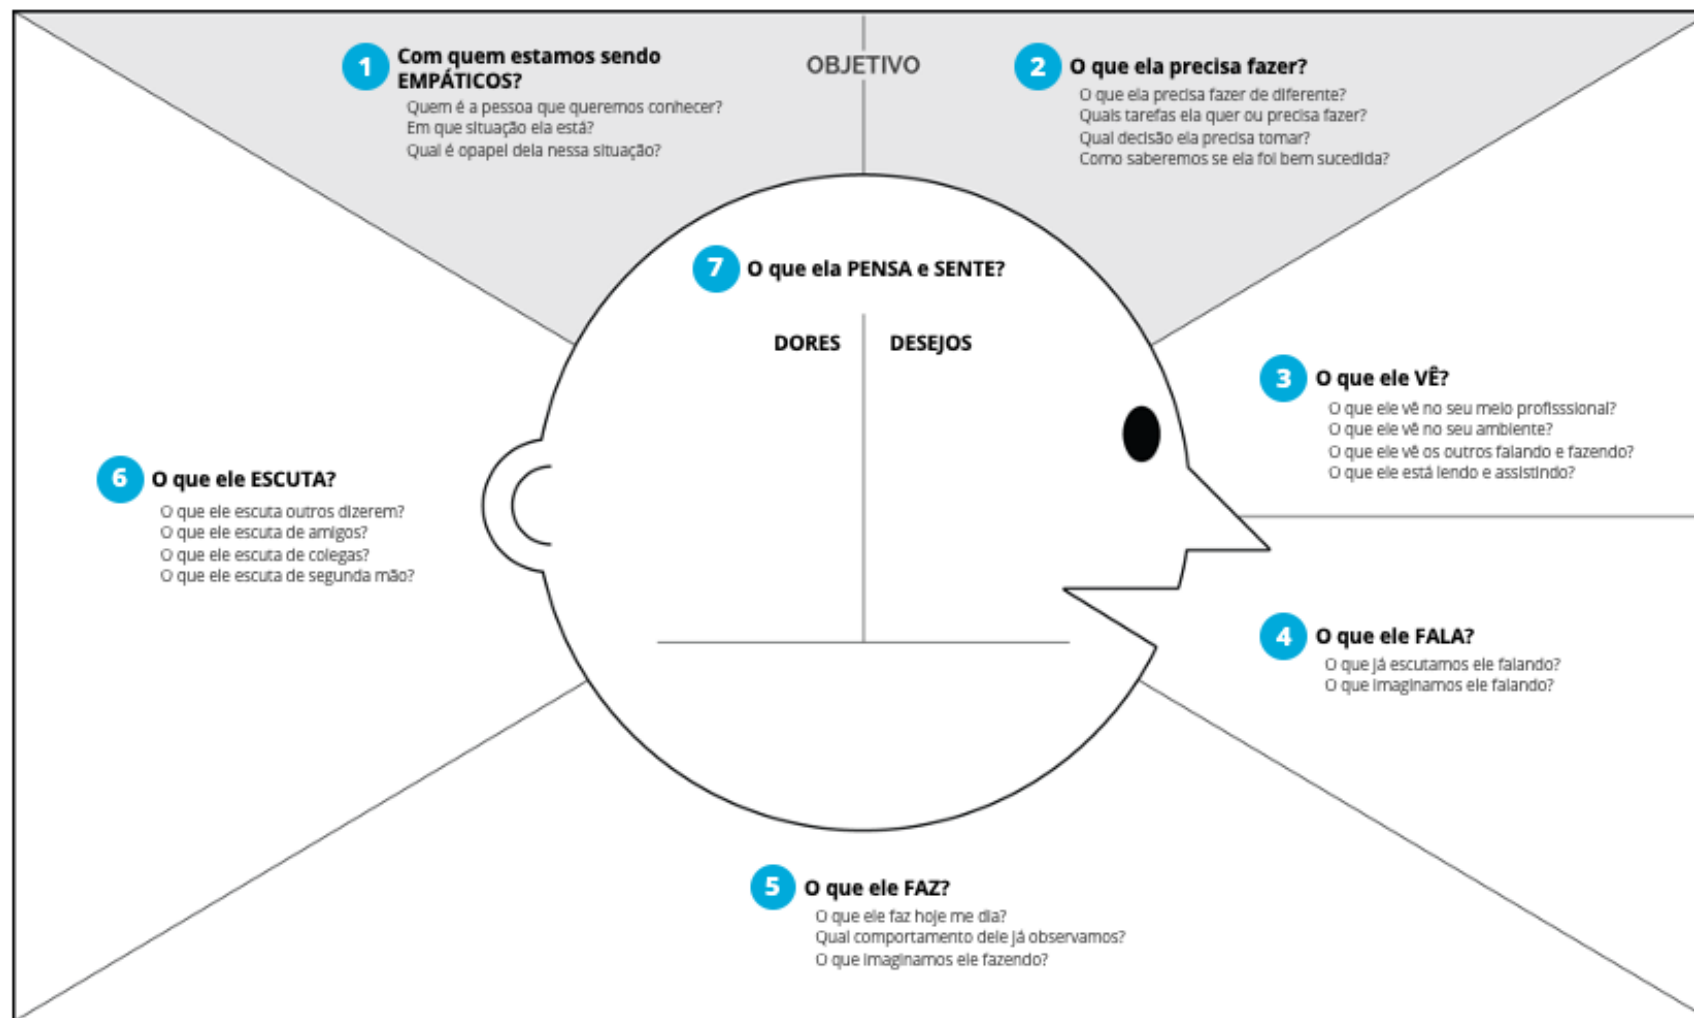 1
Com quem estamos sendo
EMPÁTICOS?
Quem é a pessoa que queremos conhecer?
Em que situação ela está?
Qual é opapel dela nessa situação?
OBJETIVO
2
O que ela precisa fazer?
O que ela precisa fazer de diferente?
Quais tarefas ela quer ou precisa fazer?
Qual decisão ela precisa tomar?
Como saberemos se ela foi bem sucedida?
7
O que ela PENSA e SENTE?
DORES
DESEJOS
3
O que ele VÊ?
O que ele vê no seu meio profisssional?
O que ele vê no seu ambiente?
O que ele vê os outros falando e fazendo?
O que ele está lendo e assistindo?
4
O que ele FALA?
O que já escutamos ele falando?
O que imaginamos ele falando?
5
O que ele FAZ?
O que ele faz hoje me dia?
Qual comportamento dele já observamos?
O que imaginamos ele fazendo?
6
O que ele ESCUTA?
O que ele escuta outros dizerem?
O que ele escuta de amigos?
O que ele escuta de colegas?
O que ele escuta de segunda mão?